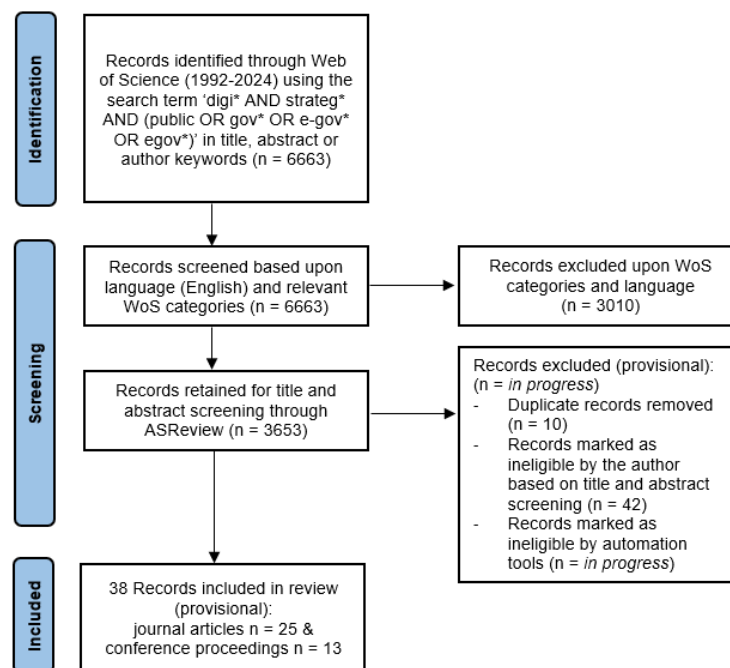 Identification
Records identified through Web
of Science (1992-2024) using the
search term ‘digi* AND strateg*
AND (public OR gov* OR e-gov*
OR egov*)’ in title, abstract or
author keywords (n = 6663)
Screening
Records screened based upon
language (English) and relevant
WoS categories (n = 6663)
Records excluded upon WoS
categories and language
(n = 3010)
Records retained for title and
abstract screening through
ASReview (n = 3653)
Records excluded (provisional):
(n = in progress)
- Duplicate records removed
(n = 10)
- Records marked as
ineligible by the author
based on title and abstract
screening (n = 42)
- Records marked as
ineligible by automation
tools (n = in progress)
Included
38 Records included in review
(provisional):
journal articles n = 25 &
conference proceedings n = 13